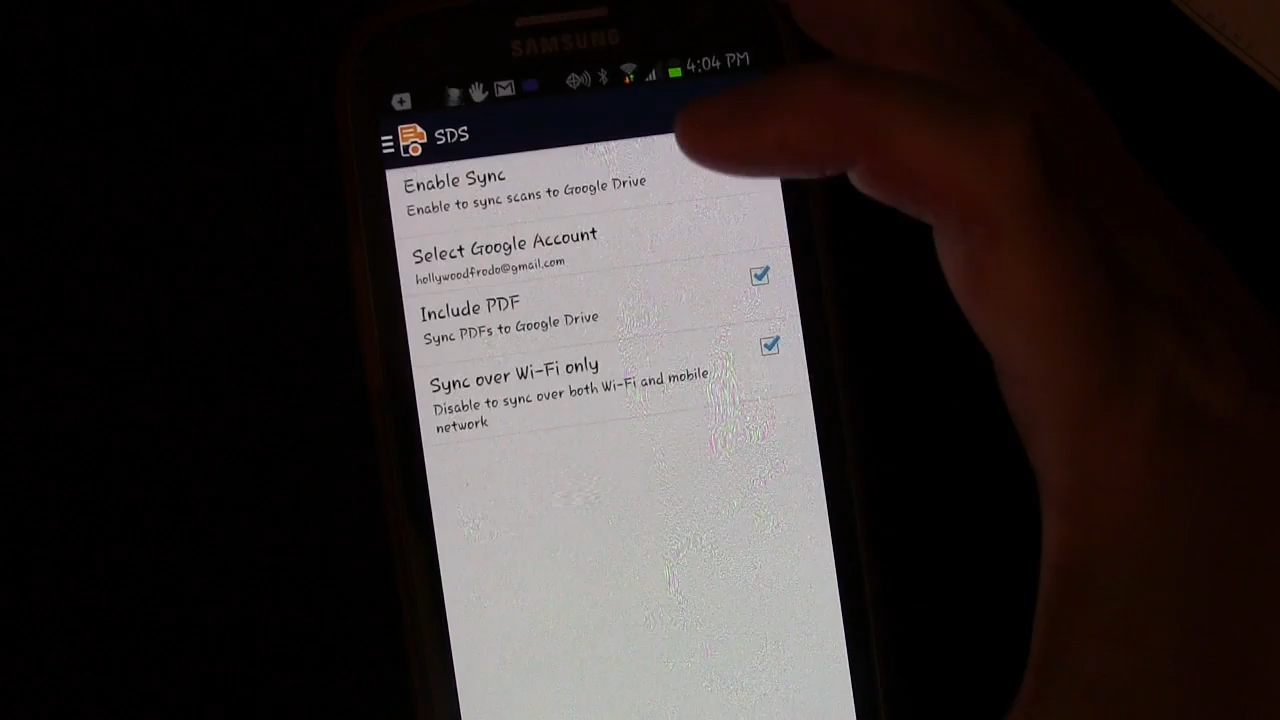 SAMSUNG
4:04 PM
SDS
Enable Sync
Enable to sync scans to Google Drive
Select Google Account
hollywoodfrodo@gmail.com
Include PDF
Sync PDFs to Google Drive
Sync over Wi-Fi only
Disable to sync over both Wi-Fi and mobile
network